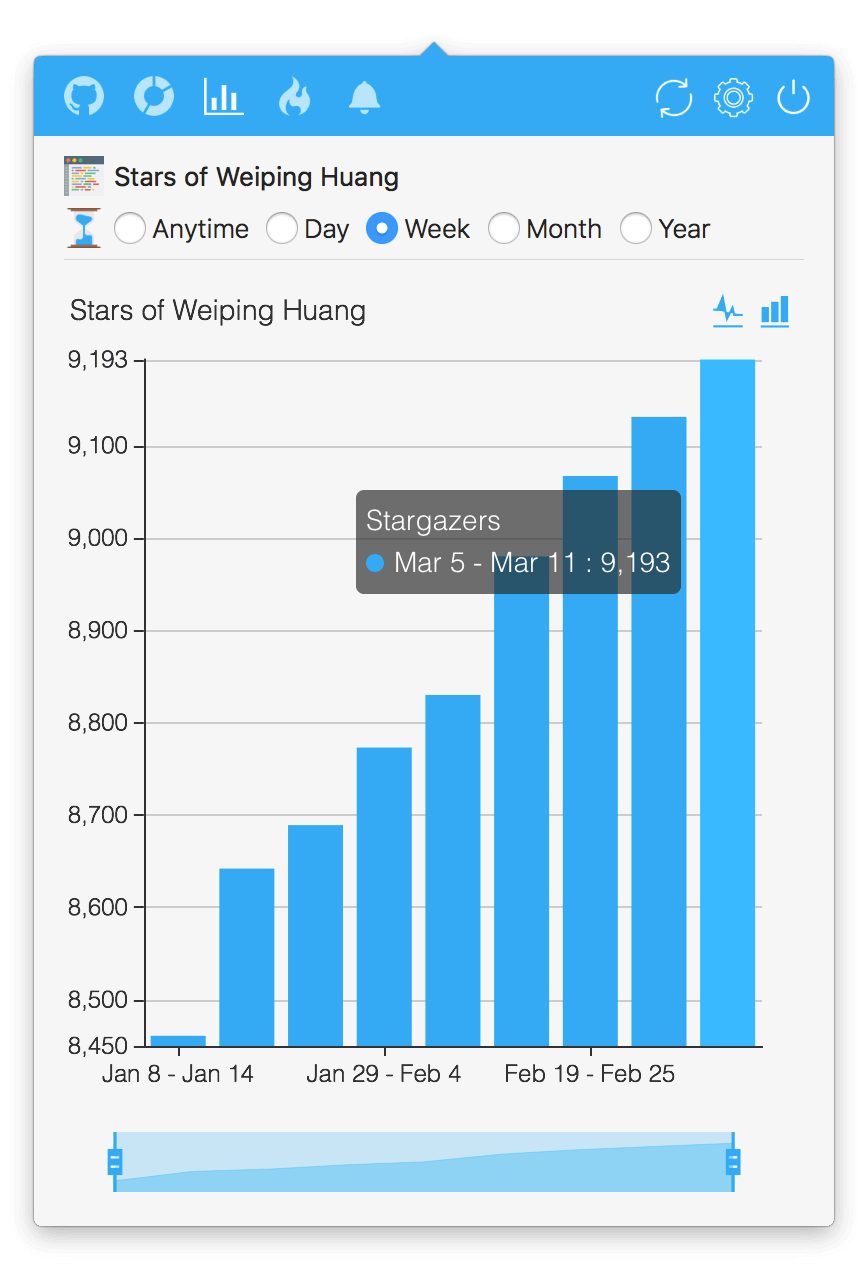 Stars of Weiping Huang
Anytime Day Week Month Year
Stars of Weiping Huang
9,193
9,100
9,000
8,900
8,800
8,700
8,600
8,500
8,450
Stargazers
Mar 5 - Mar 11 : 9,193
Jan 8 - Jan 14 Jan 29 - Feb 4 Feb 19 - Feb 25